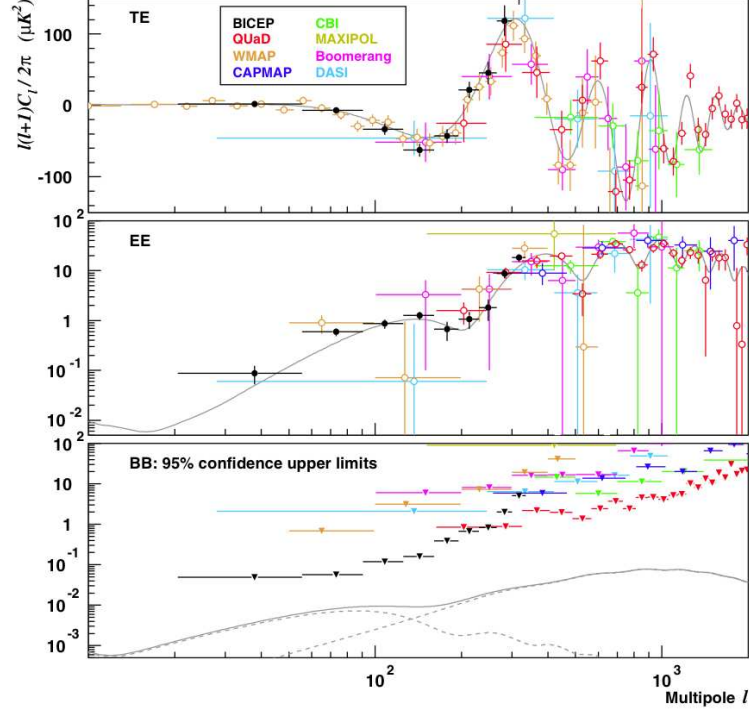 l(l+1)C_l / 2π (μK²)
TE
BICEP
QUaD
WMAP
CAPMAP
CBI
MAXIPOL
Boomerang
DASI
100
0
-100
EE
10²
10
1
10⁻¹
10⁻²
BB: 95% confidence upper limits
10²
10
1
10⁻¹
10⁻²
10⁻³
10²
10³
Multipole l